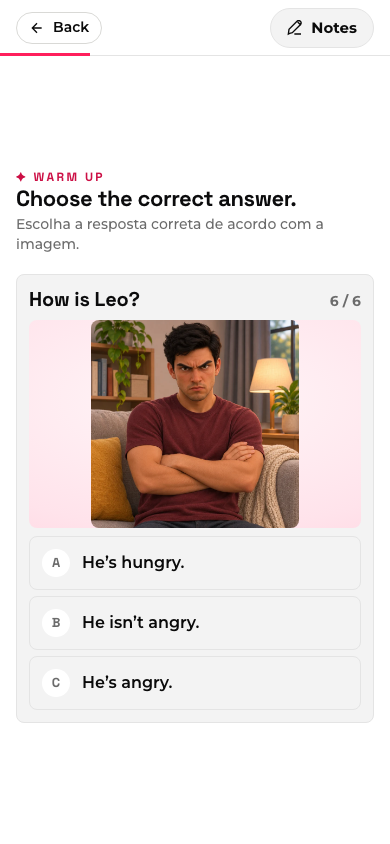 Back
Notes
WARM UP
Choose the correct answer.
Escolha a resposta correta de acordo com a
imagem.
How is Leo?
6 / 6
A
He’s hungry.
B
He isn’t angry.
C
He’s angry.